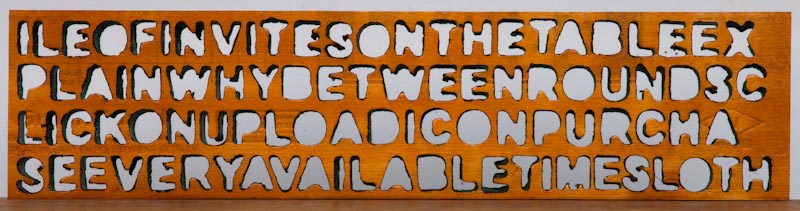 ILEOFINVITESONTHETABLEEX
PLAINWHYBETWEENROUNDSC
LICKONUPLOADICONPURCHA
SEEVERYAVAILABLETIMESLOTH